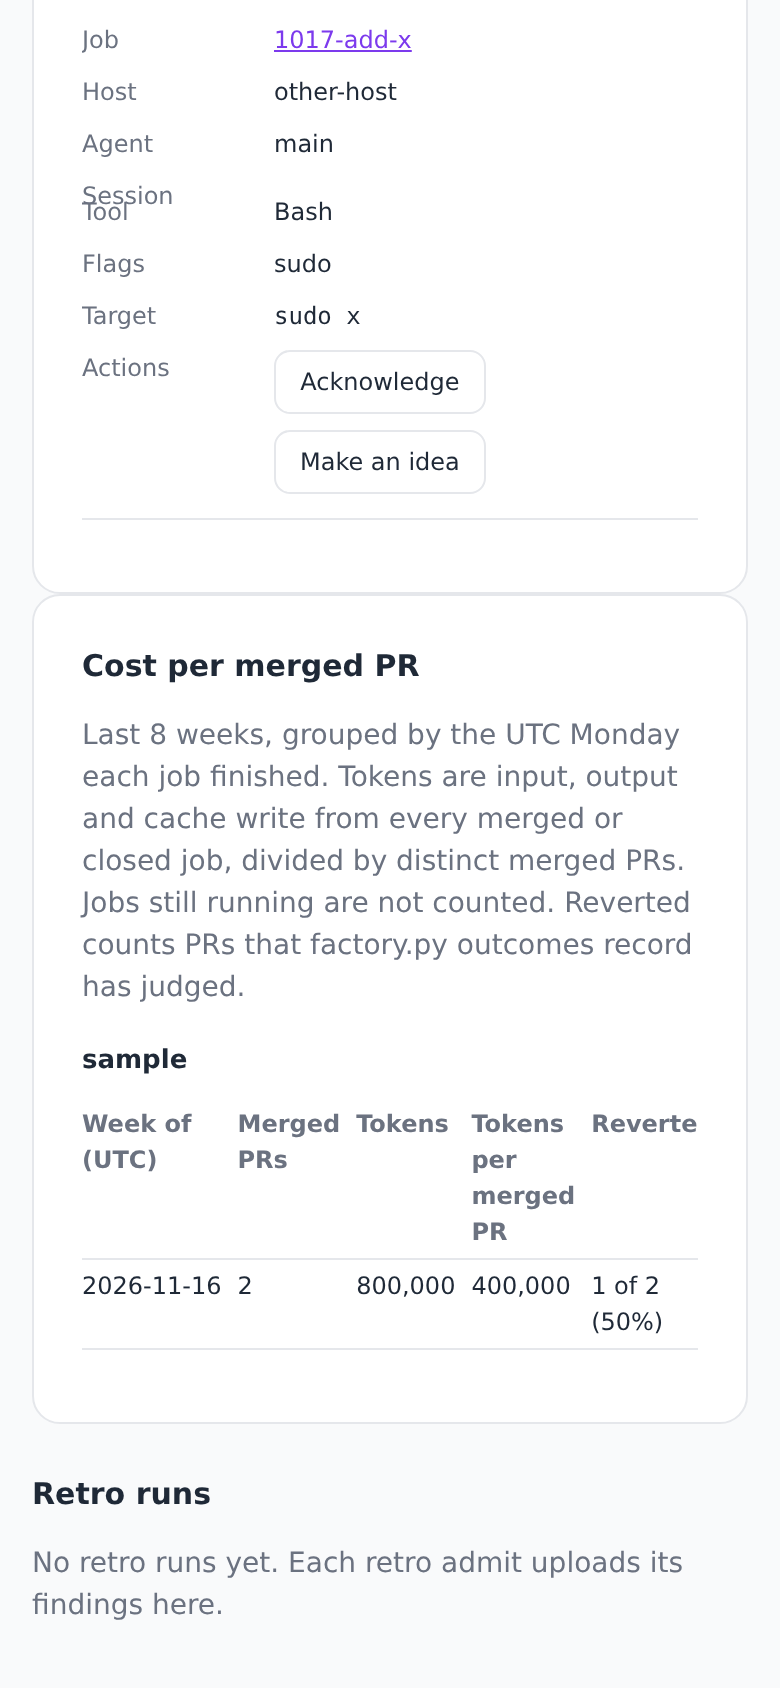 Job 1017-add-x
Host other-host
Agent main
Session
Tool Bash
Flags sudo
Target sudo x
Actions Acknowledge
Make an idea
Cost per merged PR
Last 8 weeks, grouped by the UTC Monday
each job finished. Tokens are input, output
and cache write from every merged or
closed job, divided by distinct merged PRs.
Jobs still running are not counted. Reverted
counts PRs that factory.py outcomes record
has judged.
sample
Week of Merged Tokens Tokens Reverte
(UTC) PRs per
merged
PR
2026-11-16 2 800,000 400,000 1 of 2
(50%)
Retro runs
No retro runs yet. Each retro admit uploads its
findings here.